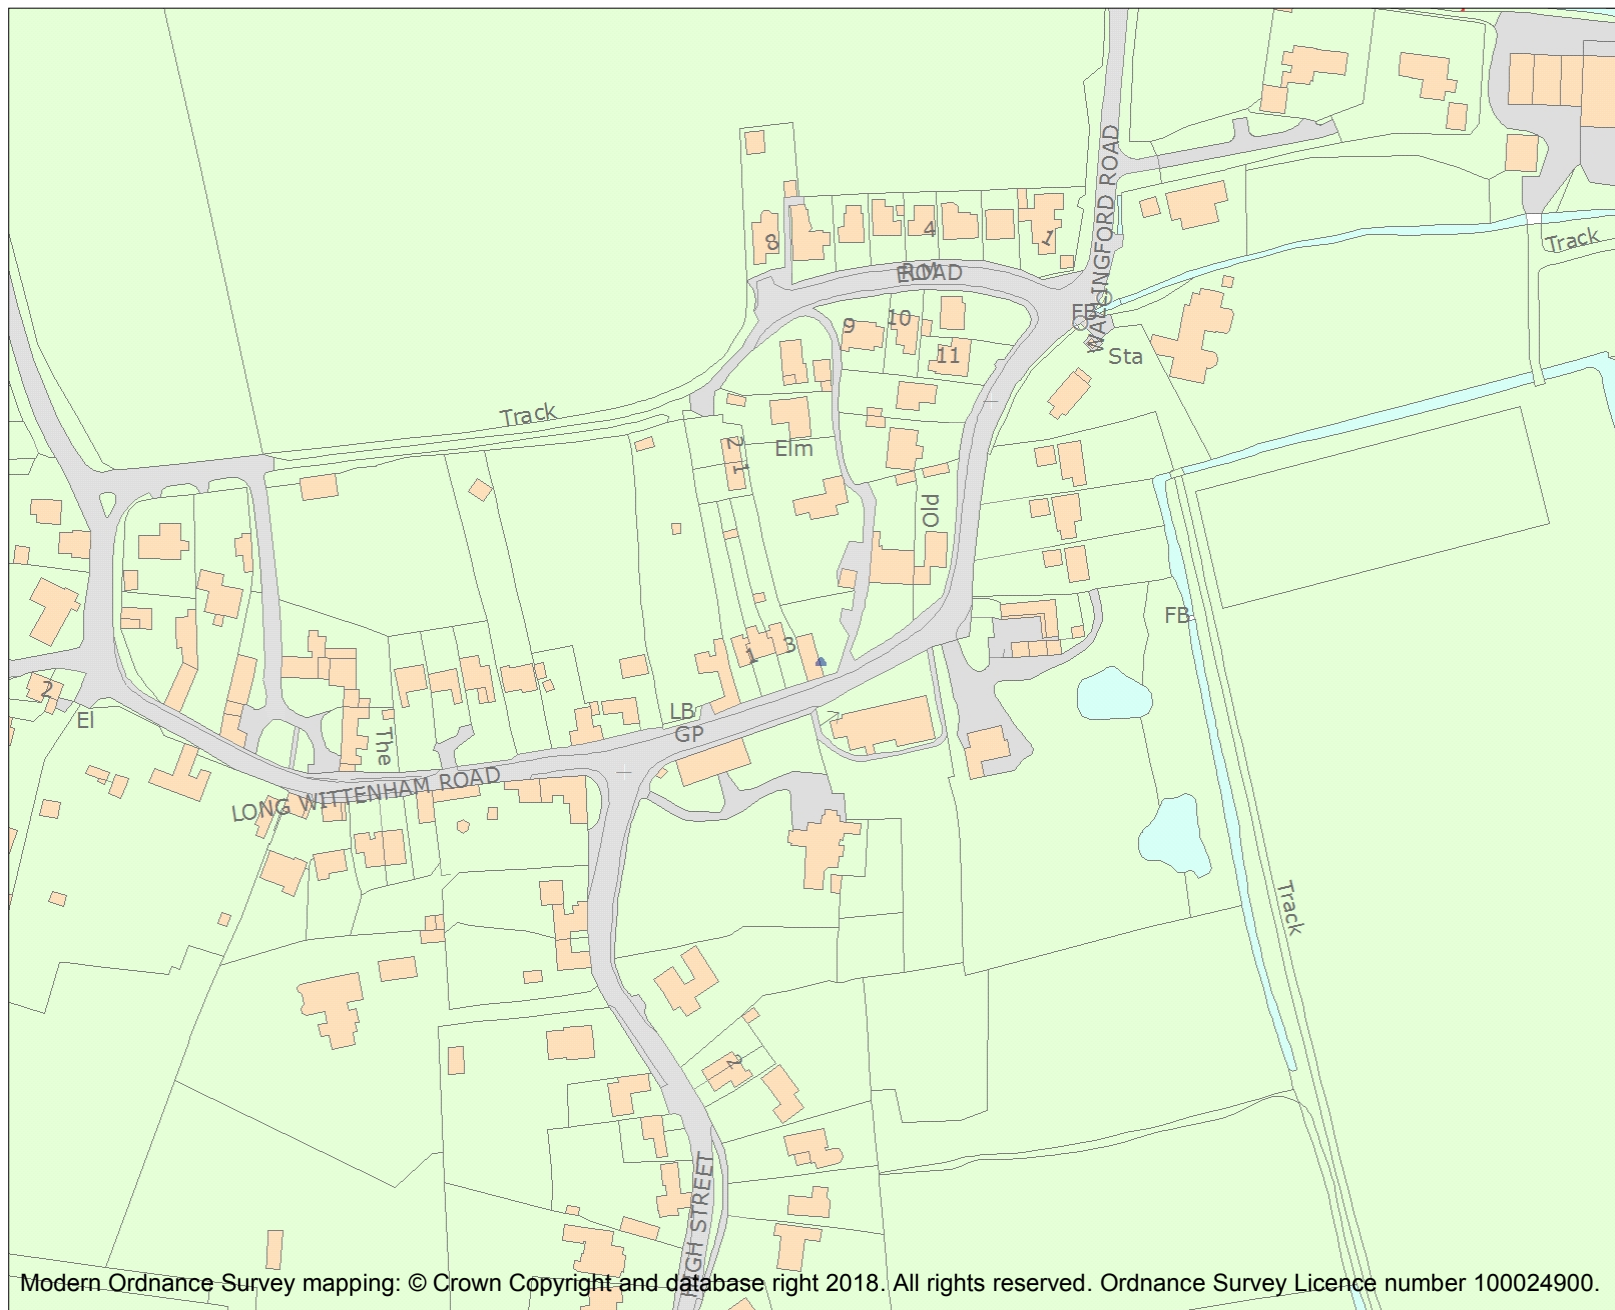 WALLINGFORD ROAD
Track
8
4
1
ELM
ROAD
FB
Sta
9
10
11
Track
2
1
Elm
Old
FB
1
3
2
El
The
LB
GP
7
LONG WITTENHAM ROAD
Track
2
HIGH STREET
Modern Ordnance Survey mapping: © Crown Copyright and database right 2018. All rights reserved. Ordnance Survey Licence number 100024900.